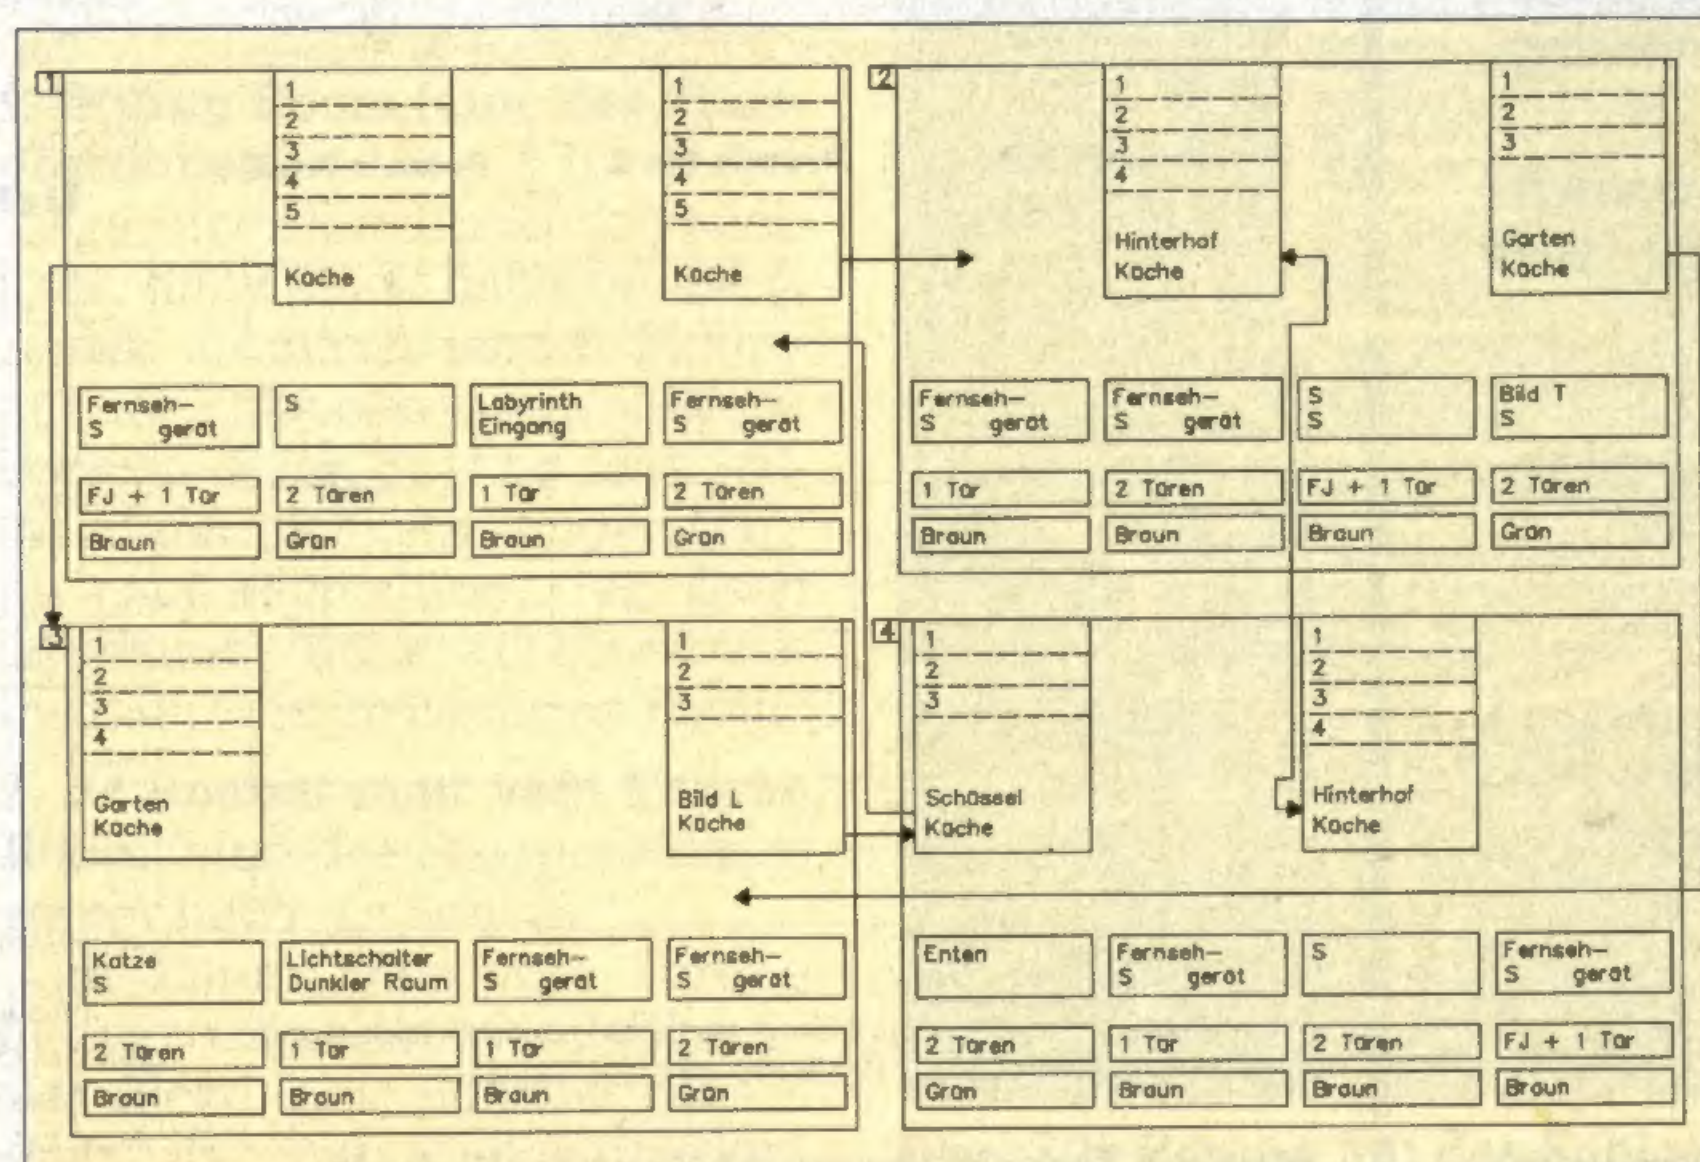 1
1
2
3
4
5
Küche
1
2
3
4
5
Küche
Fernseh-
S gerät
S
Labyrinth
Eingang
Fernseh-
S gerät
FJ + 1 Tür
2 Türen
1 Tür
2 Türen
Braun
Grün
Braun
Grün
2
1
2
3
4
Hinterhof
Küche
1
2
3
Garten
Küche
Fernseh-
S gerät
Fernseh-
S gerät
S
S
Bild T
S
1 Tür
2 Türen
FJ + 1 Tür
2 Türen
Braun
Braun
Braun
Grün
3
1
2
3
4
Garten
Küche
1
2
3
Bild L
Küche
Katze
S
Lichtschalter
Dunkler Raum
Fernseh-
S gerät
Fernseh-
S gerät
2 Türen
1 Tür
1 Tür
2 Türen
Braun
Braun
Braun
Grün
4
1
2
3
Schüssel
Küche
1
2
3
4
Hinterhof
Küche
Enten
Fernseh-
S gerät
S
Fernseh-
S gerät
2 Türen
1 Tür
2 Türen
FJ + 1 Tür
Grün
Braun
Braun
Braun